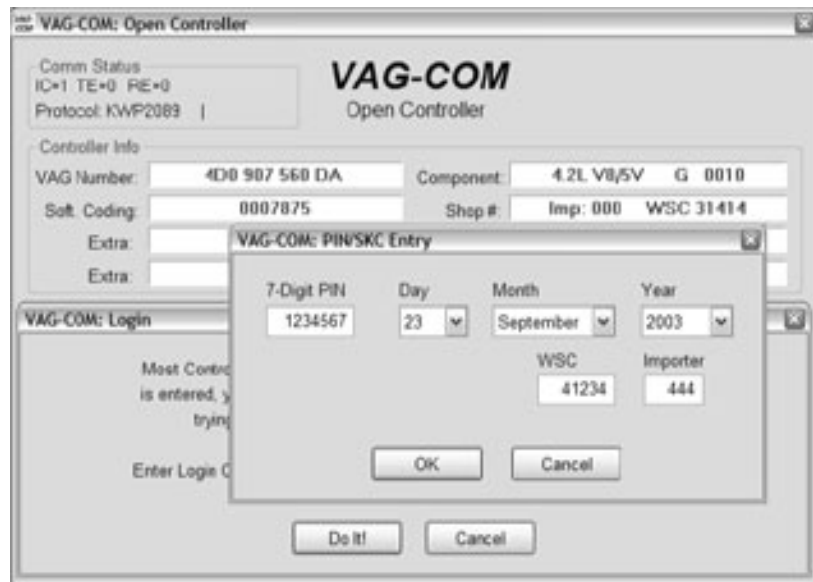 VAG-COM: Open Controller
Comm Status
IC=1 TE=0 RE=0
Protocol: KWP2089 |
VAG-COM
Open Controller
Controller Info
VAG Number: 4D0 907 560 DA Component: 4.2L V8/5V G 0010
Soft. Coding: 0007875 Shop #: Imp: 000 WSC 31414
Extra:
Extra:
VAG-COM: PIN/SKC Entry
7-Digit PIN Day Month Year
1234567 23 September 2003
WSC Importer
41234 444
OK Cancel
VAG-COM: Login
Most Contro
is entered, y
trying
Enter Login C
Do It! Cancel